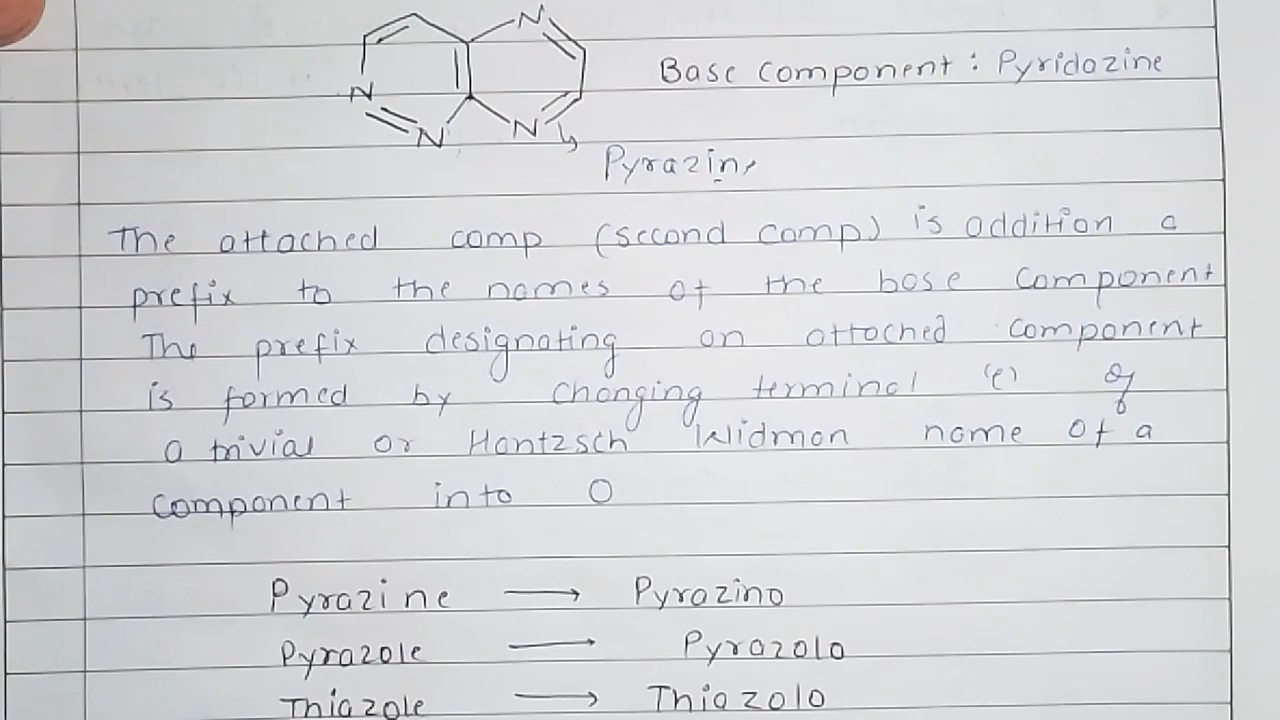 N
Base component : Pyridazine
N
N
N
Pyrazin
The attached comp (second comp) is addition a
prefix to the names of the base component
The prefix designating an attached component
is formed by changing terminal (e) of
a trivial or Hantzsch Widman name of a
component into O
Pyrazine → Pyrazino
Pyrazole → Pyrazolo
Thiazole → Thiazolo